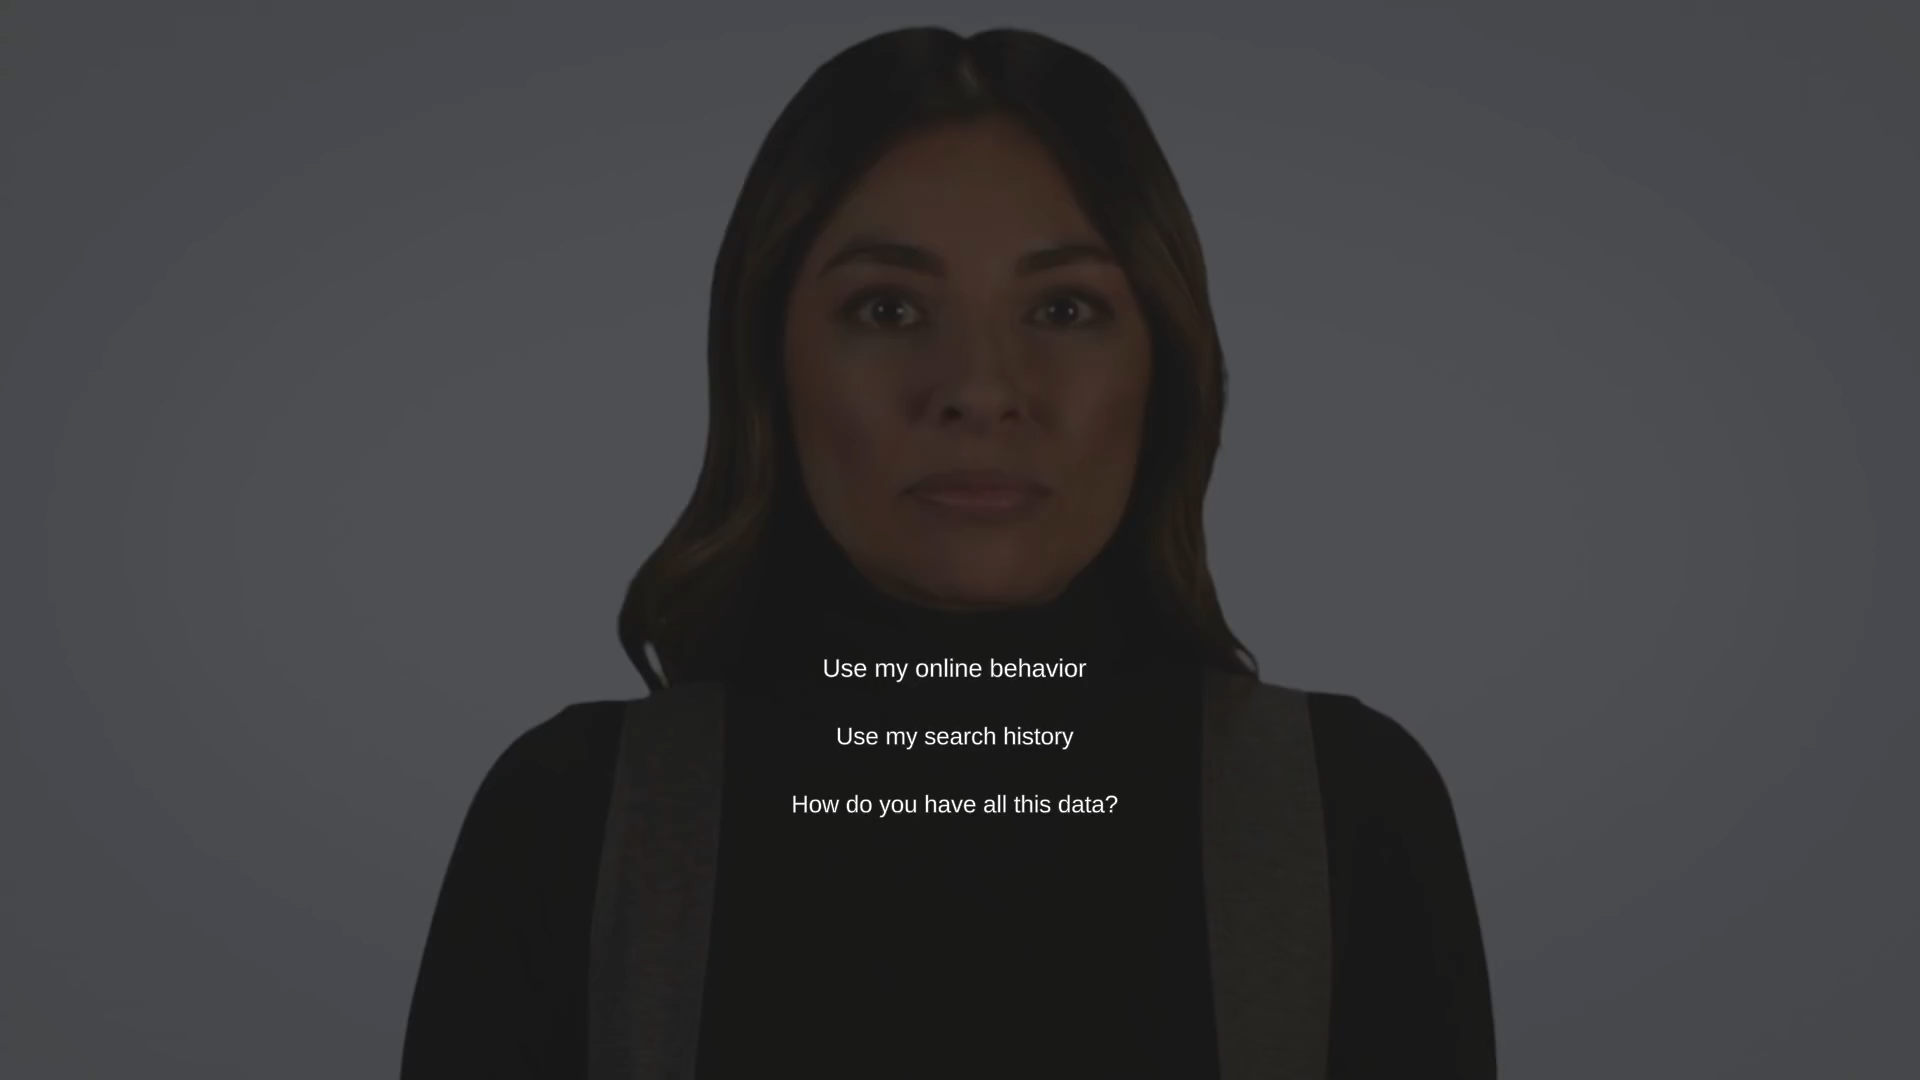 Use my online behavior
Use my search history
How do you have all this data?